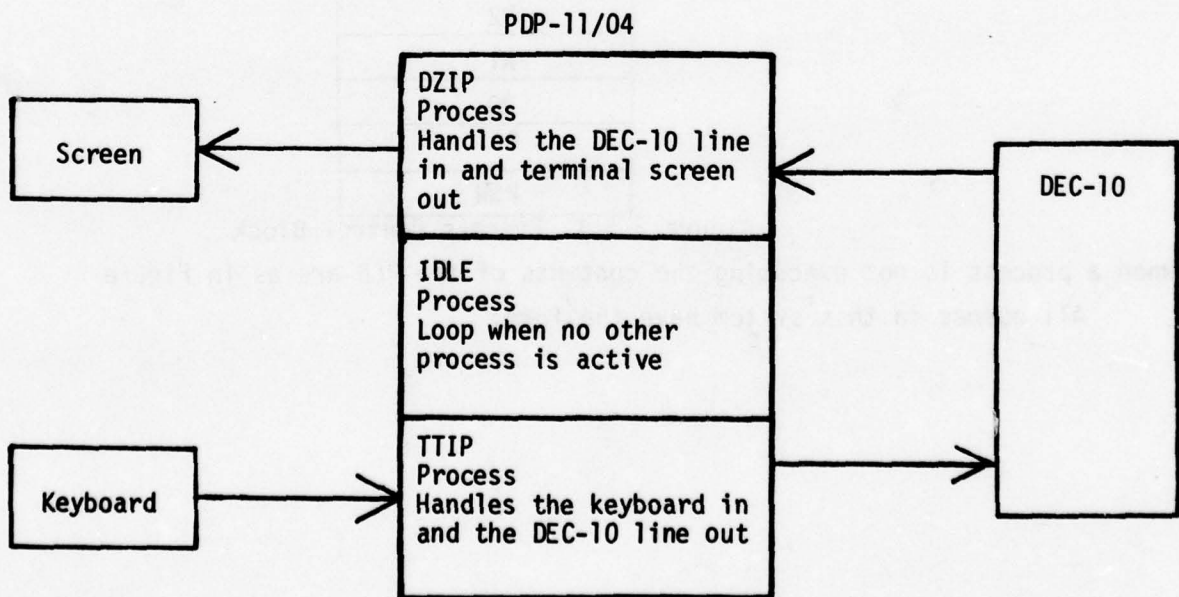 PDP-11/04
DZIP
Process
Handles the DEC-10 line
in and terminal screen
out
Screen
DEC-10
IDLE
Process
Loop when no other
process is active
TTIP
Process
Handles the keyboard in
and the DEC-10 line out
Keyboard